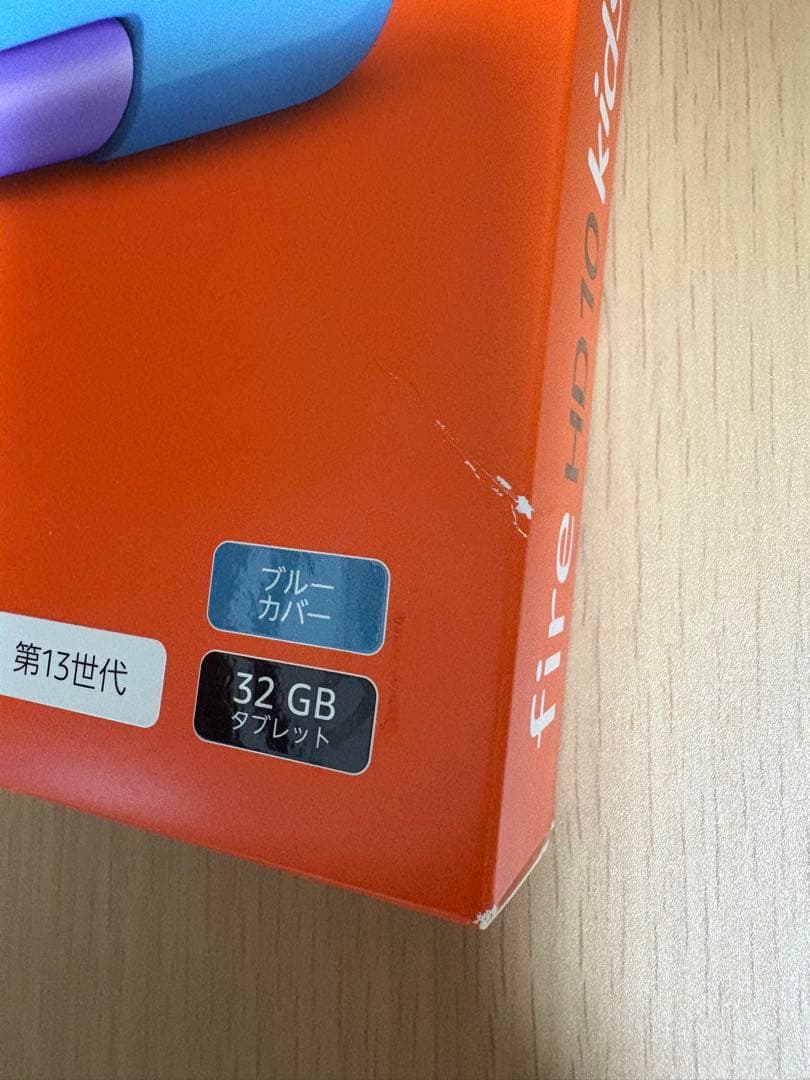 ブルー
カバー
第13世代
32 GB
タブレット
fire HD 10 kids